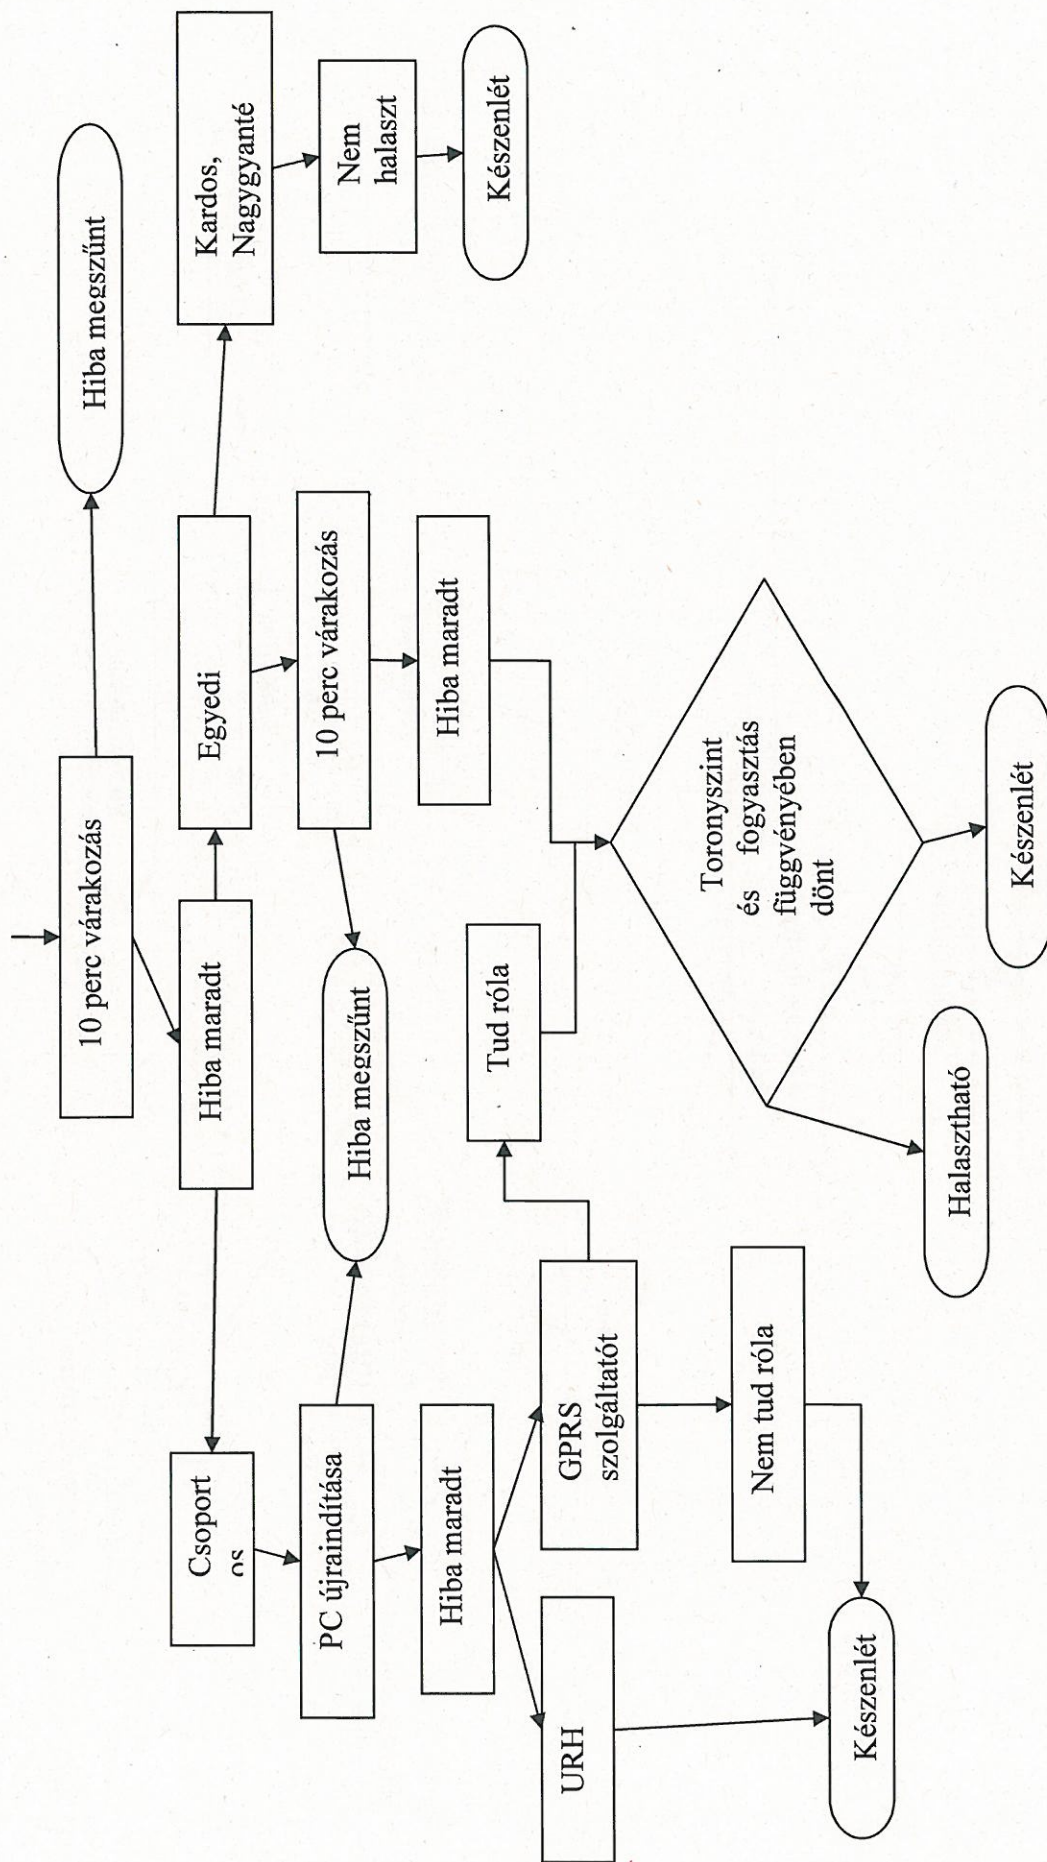 10 perc várakozás
Hiba megszűnt
Csoport
os
Hiba maradt
Egyedi
Kardos,
Nagygyanté
PC újraindítása
Hiba megszűnt
10 perc várakozás
Nem
halaszt
Hiba maradt
Hiba maradt
Készenlét
Tud róla
URH
GPRS
szolgáltatót
Toronyszint
és fogyasztás
függvényében
dönt
Nem tud róla
Készenlét
Halasztható
Készenlét